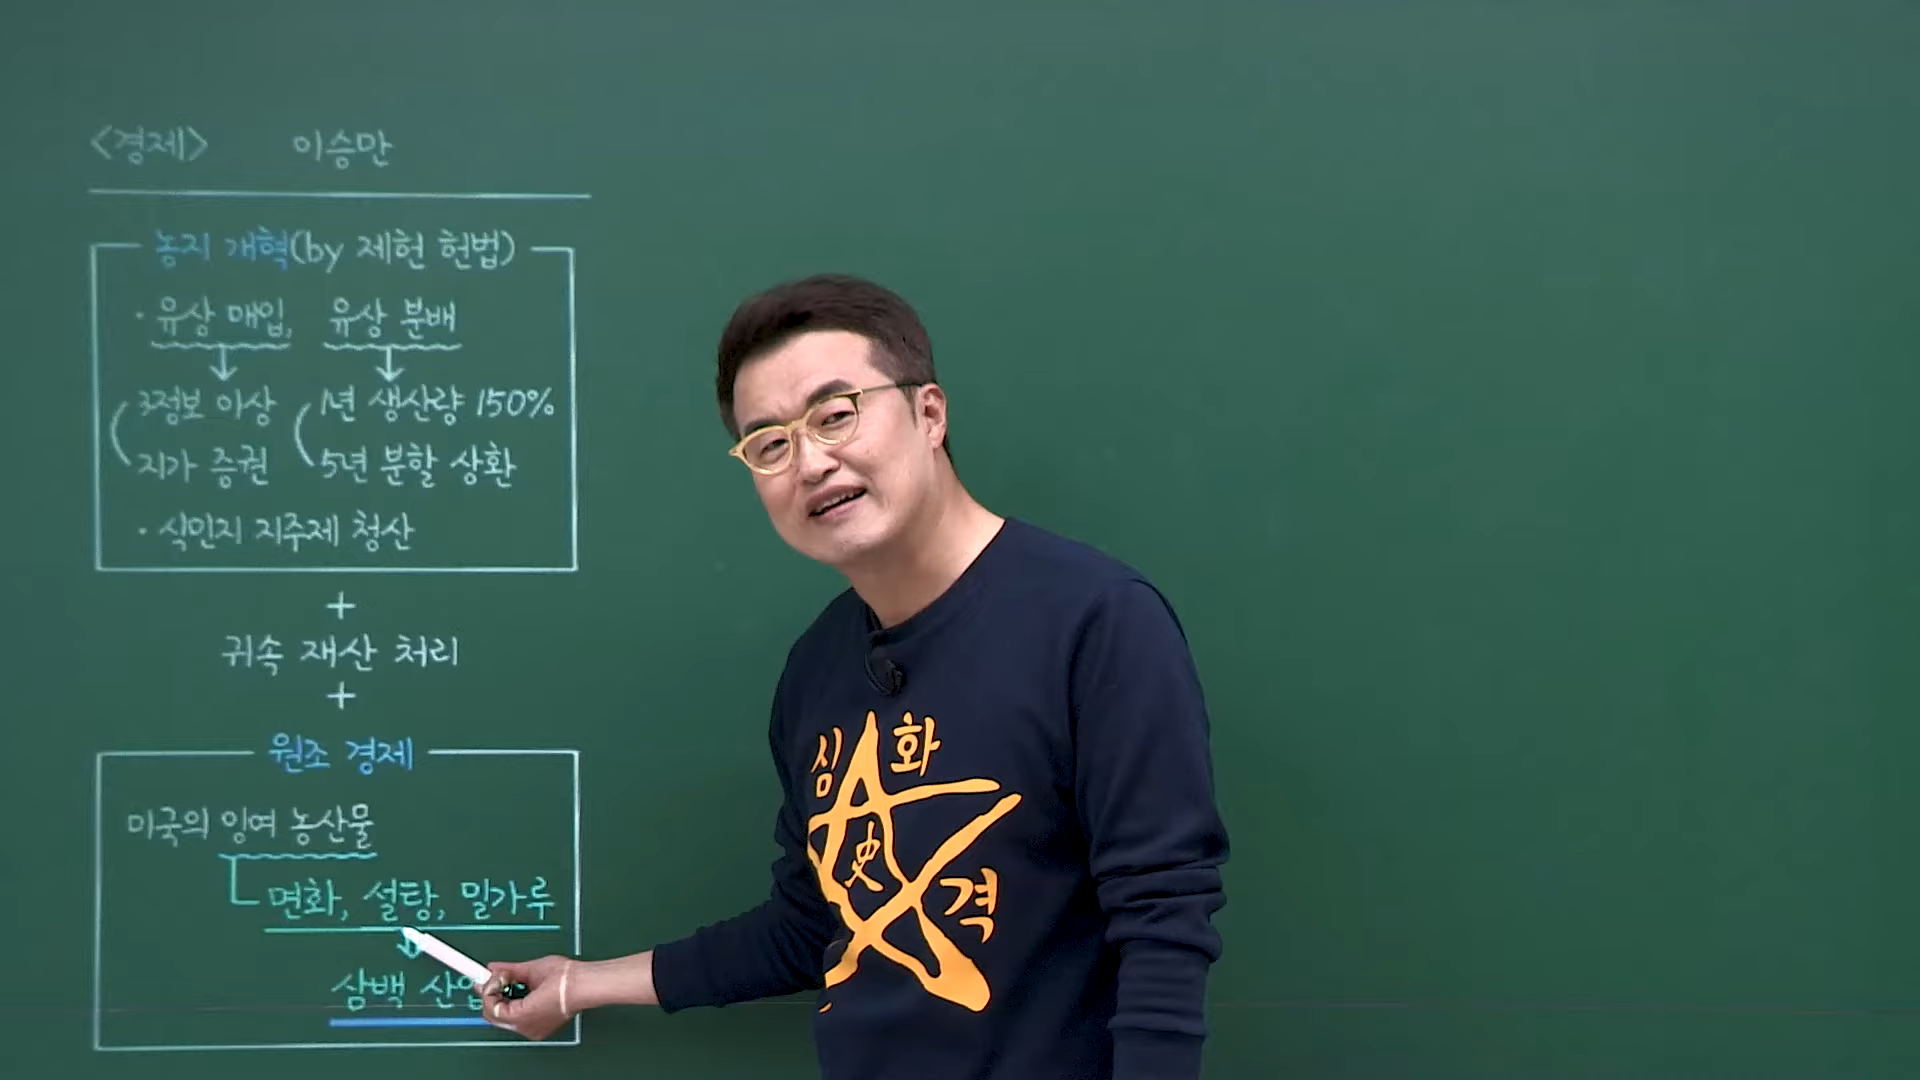 <경제> 이승만
농지 개혁(by 제헌 헌법)
· 유상 매입, 유상 분배
3정보 이상 1년 생산량 150%
지가 증권 5년 분할 상환
· 식민지 지주제 청산
+
귀속 재산 처리
+
원조 경제
미국의 잉여 농산물
면화, 설탕, 밀가루
삼백 산업
심화
史
격